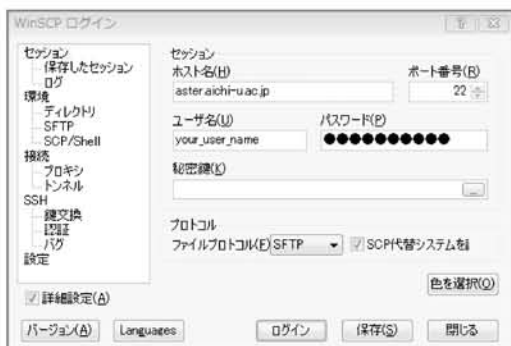 WinSCP ログイン
セッション
保存したセッション
ログ
環境
ディレクトリ
SFTP
SCP/Shell
接続
プロキシ
トンネル
SSH
鍵交換
認証
バグ
設定
詳細設定(A)
セッション
ホスト名(H)
ポート番号(R)
aster.aichi-u.ac.jp
22
ユーザ名(U)
パスワード(P)
your_user_name
●●●●●●●●●●
秘密鍵(K)
...
プロトコル
ファイルプロトコル(F) SFTP
SCP代替システムを
色を選択(O)
バージョン(A)
Languages
ログイン
保存(S)
閉じる